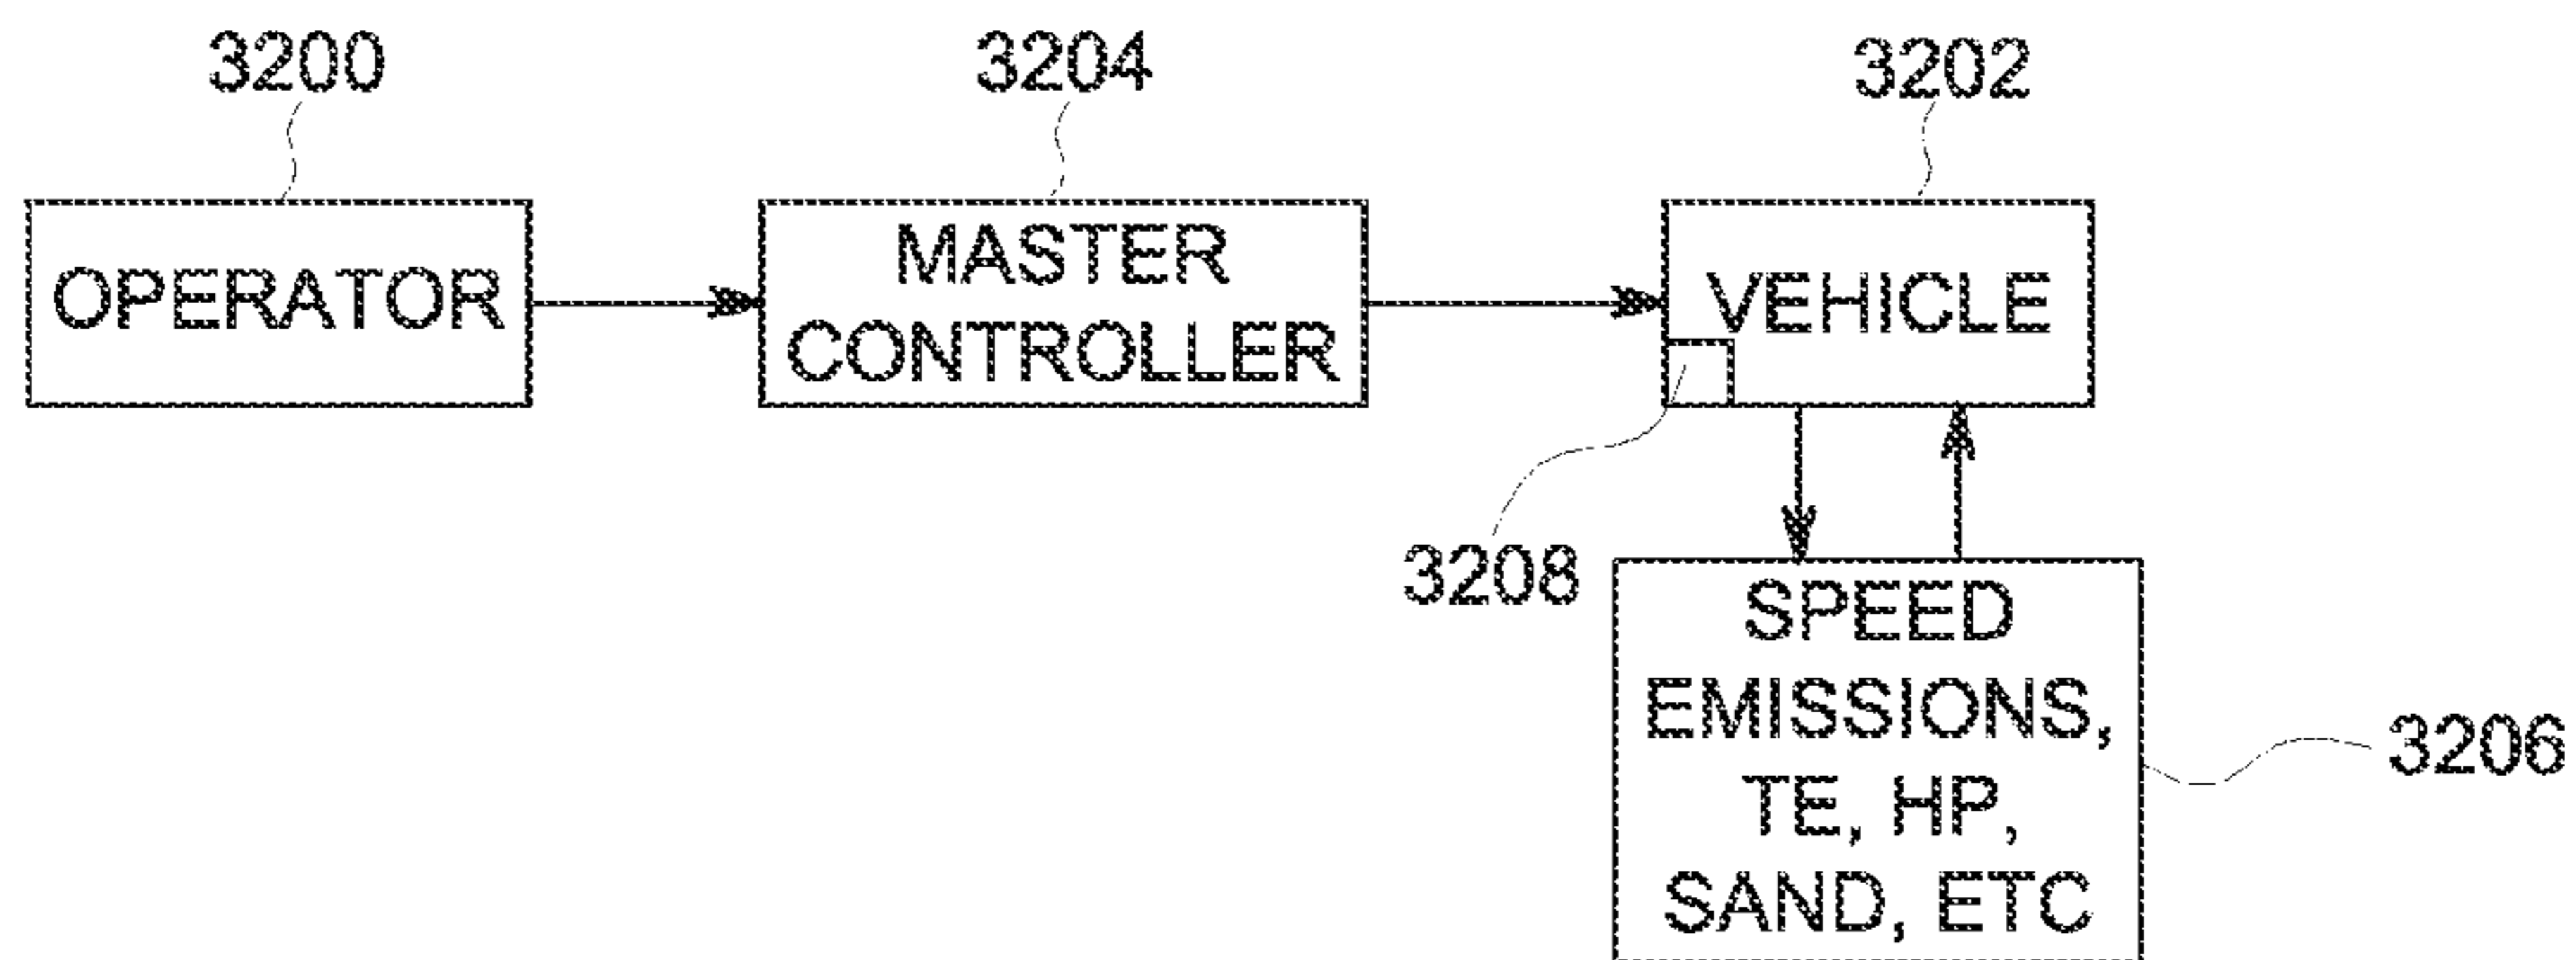 3200
3204
3202
OPERATOR
MASTER
CONTROLLER
VEHICLE
3208
SPEED
EMISSIONS,
TE, HP,
SAND, ETC
3206